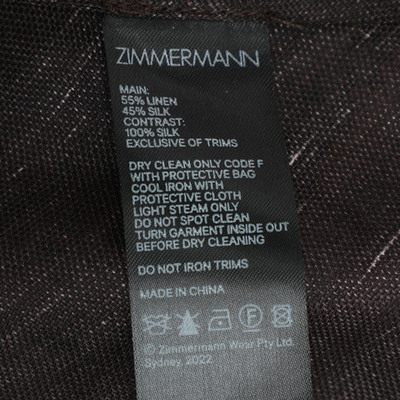 ZIMMERMANN
MAIN:
55% LINEN
45% SILK
CONTRAST:
100% SILK
EXCLUSIVE OF TRIMS
DRY CLEAN ONLY CODE F
WITH PROTECTIVE BAG
COOL IRON WITH
PROTECTIVE CLOTH
LIGHT STEAM ONLY
DO NOT SPOT CLEAN
TURN GARMENT INSIDE OUT
BEFORE DRY CLEANING
DO NOT IRON TRIMS
MADE IN CHINA
F
© Zimmermann Wear Pty Ltd.
Sydney, 2022